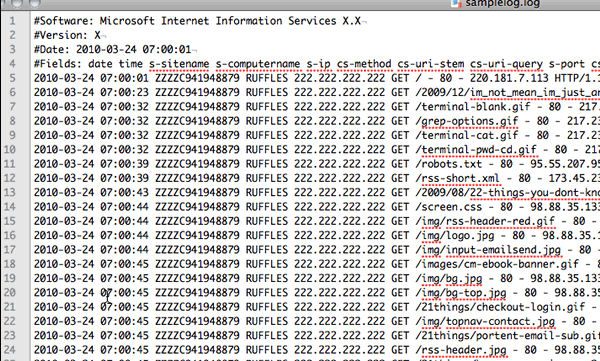 samplelog.log
1 #Software: Microsoft Internet Information Services X.X
2 #Version: X
3 #Date: 2010-03-24 07:00:01
4 #Fields: date time s-sitename s-computername s-ip cs-method cs-uri-stem cs-uri-query s-port cs
5 2010-03-24 07:00:01 ZZZZC941948879 RUFFLES 222.222.222.222 GET / - 80 - 220.181.7.113 HTTP/1.
6 2010-03-24 07:00:23 ZZZZC941948879 RUFFLES 222.222.222.222 GET /2009/12/im_not_mean_im_just_an
7 2010-03-24 07:00:32 ZZZZC941948879 RUFFLES 222.222.222.222 GET /terminal-blank.gif - 80 - 217.
8 2010-03-24 07:00:32 ZZZZC941948879 RUFFLES 222.222.222.222 GET /grep-options.gif - 80 - 217.23
9 2010-03-24 07:00:32 ZZZZC941948879 RUFFLES 222.222.222.222 GET /terminal-cat.gif - 80 - 217.23
10 2010-03-24 07:00:32 ZZZZC941948879 RUFFLES 222.222.222.222 GET /terminal-pwd-cd.gif - 80 - 217
11 2010-03-24 07:00:39 ZZZZC941948879 RUFFLES 222.222.222.222 GET /robots.txt - 80 - 95.55.207.95
12 2010-03-24 07:00:39 ZZZZC941948879 RUFFLES 222.222.222.222 GET /rss-short.xml - 80 - 173.45.23
13 2010-03-24 07:00:43 ZZZZC941948879 RUFFLES 222.222.222.222 GET /2009/08/22-things-you-dont-kno
14 2010-03-24 07:00:44 ZZZZC941948879 RUFFLES 222.222.222.222 GET /screen.css - 80 - 98.88.35.133
15 2010-03-24 07:00:44 ZZZZC941948879 RUFFLES 222.222.222.222 GET /img/rss-header-red.gif - 80 -
16 2010-03-24 07:00:44 ZZZZC941948879 RUFFLES 222.222.222.222 GET /img/logo.jpg - 80 - 98.88.35.1
17 2010-03-24 07:00:44 ZZZZC941948879 RUFFLES 222.222.222.222 GET /img/input-emailsend.jpg - 80 -
18 2010-03-24 07:00:45 ZZZZC941948879 RUFFLES 222.222.222.222 GET /images/cm-ebook-banner.gif - 8
19 2010-03-24 07:00:45 ZZZZC941948879 RUFFLES 222.222.222.222 GET /img/bg.jpg - 80 - 98.88.35.133
20 2010-03-24 07:00:45 ZZZZC941948879 RUFFLES 222.222.222.222 GET /img/bg-top.jpg - 80 - 98.88.35
21 2010-03-24 07:00:45 ZZZZC941948879 RUFFLES 222.222.222.222 GET /21things/checkout-login.gif -
22 2010-03-24 07:00:45 ZZZZC941948879 RUFFLES 222.222.222.222 GET /img/topnav-contact.jpg - 80 -
23 2010-03-24 07:00:45 ZZZZC941948879 RUFFLES 222.222.222.222 GET /21things/portent-email-sub.gif
24 2010-03-24 07:00:45 ZZZZC941948879 RUFFLES 222.222.222.222 GET /rss-header.jpg - 80 - 98.88.35